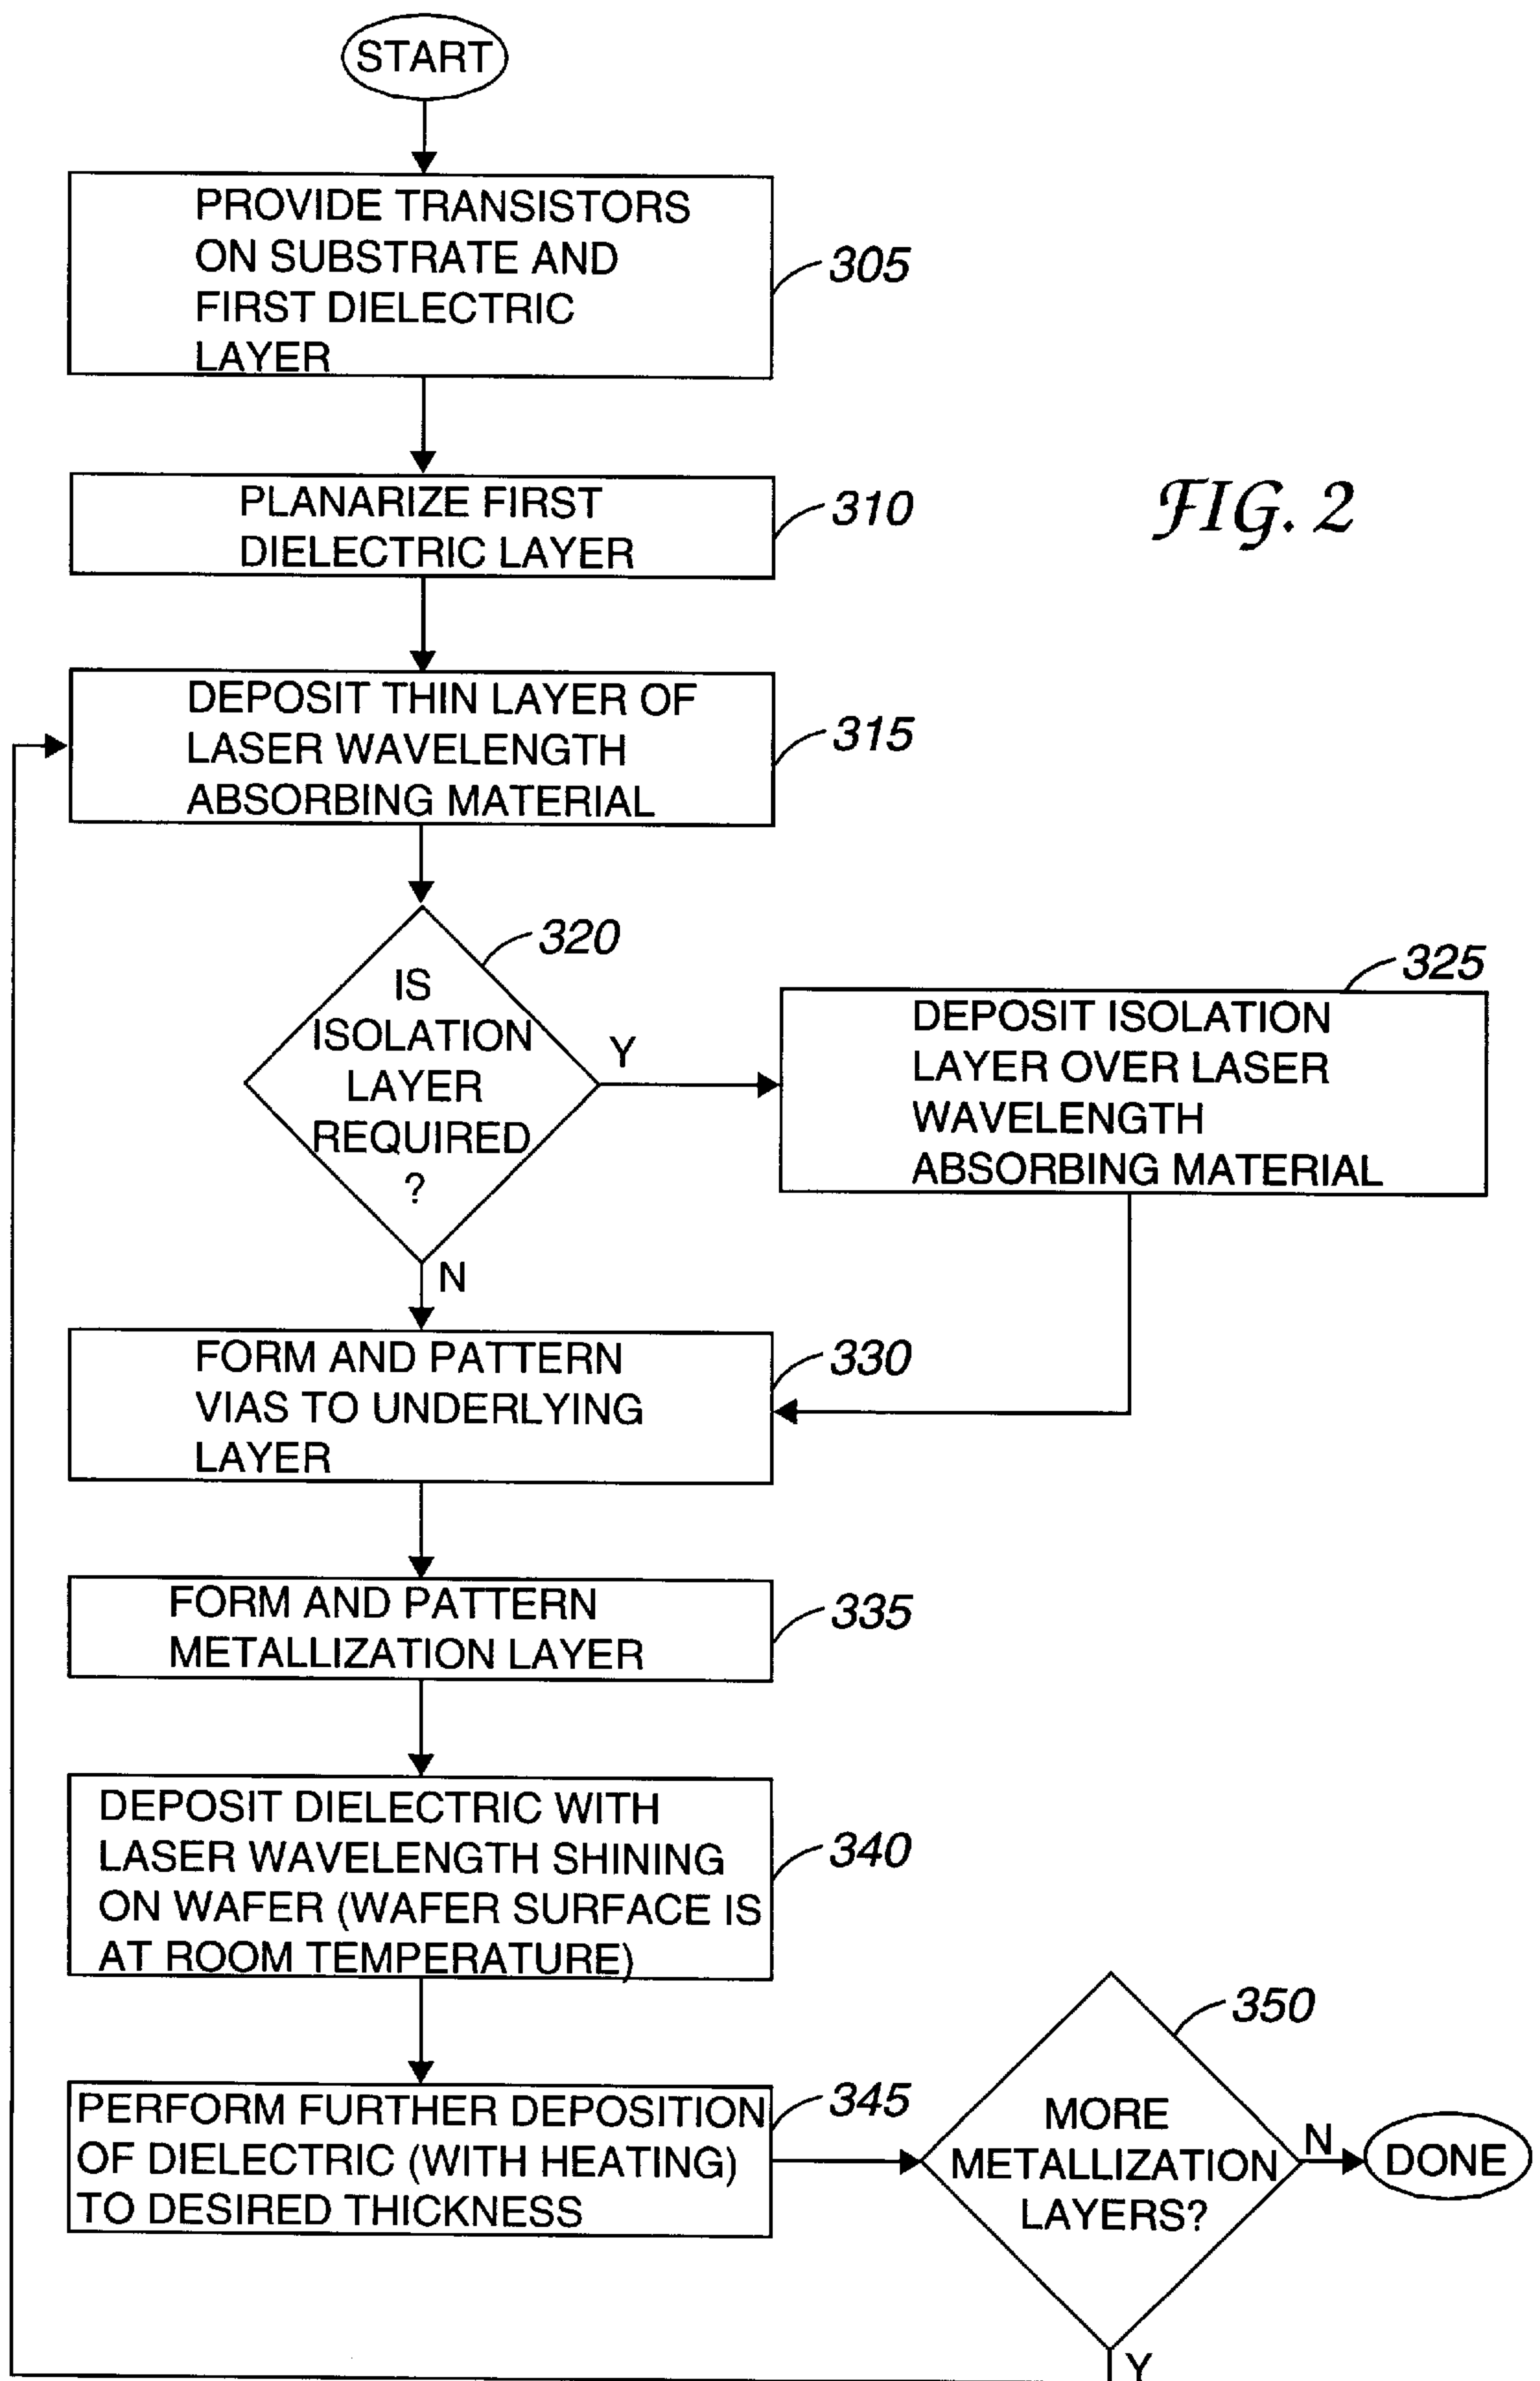 START
PROVIDE TRANSISTORS
ON SUBSTRATE AND
FIRST DIELECTRIC
LAYER
305
PLANARIZE FIRST
DIELECTRIC LAYER
310
FIG. 2
DEPOSIT THIN LAYER OF
LASER WAVELENGTH
ABSORBING MATERIAL
315
IS
ISOLATION
LAYER
REQUIRED
?
320
Y
N
DEPOSIT ISOLATION
LAYER OVER LASER
WAVELENGTH
ABSORBING MATERIAL
325
FORM AND PATTERN
VIAS TO UNDERLYING
LAYER
330
FORM AND PATTERN
METALLIZATION LAYER
335
DEPOSIT DIELECTRIC WITH
LASER WAVELENGTH SHINING
ON WAFER (WAFER SURFACE IS
AT ROOM TEMPERATURE)
340
PERFORM FURTHER DEPOSITION
OF DIELECTRIC (WITH HEATING)
TO DESIRED THICKNESS
345
MORE
METALLIZATION
LAYERS?
350
N
DONE
Y